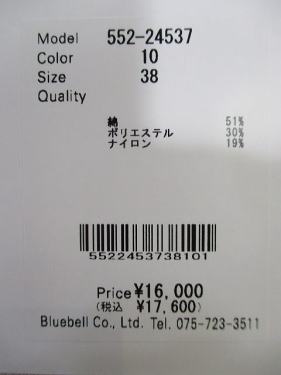 Model 552-24537
Color 10
Size 38
Quality
綿 51%
ポリエステル 30%
ナイロン 19%
5522453738101
Price ¥16,000
(税込 ¥17,600)
Bluebell Co., Ltd. Tel. 075-723-3511